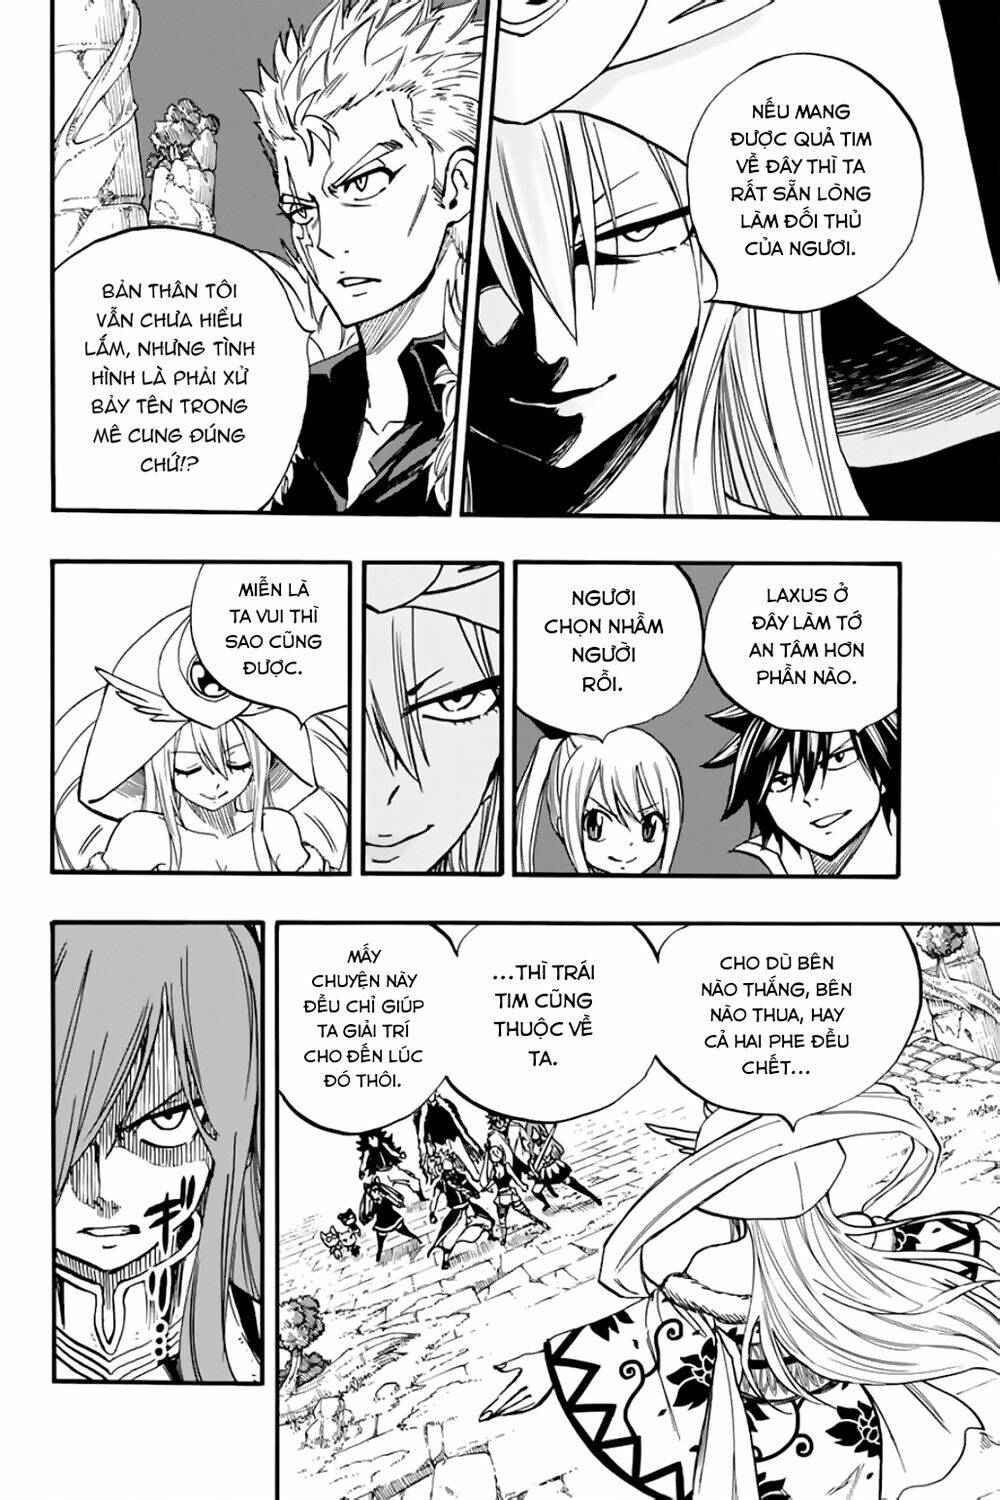 NẾU MANG
ĐƯỢC QUẢ TIM
VỀ ĐÂY THÌ TA
RẤT SẴN LÒNG
LÀM ĐỐI THỦ
CỦA NGƯƠI.
BẢN THÂN TÔI
VẪN CHƯA HIỂU
LẮM, NHƯNG TÌNH
HÌNH LÀ PHẢI XỬ
BẢY TÊN TRONG
MÊ CUNG ĐÚNG
CHỨ!?
LAXUS Ở
ĐÂY LÀM TỚ
AN TÂM HƠN
PHẦN NÀO.
NGƯƠI
CHỌN NHẦM
NGƯỜI
RỒI.
MIỄN LÀ
TA VUI THÌ
SAO CŨNG
ĐƯỢC.
CHO DÙ BÊN
NÀO THẮNG, BÊN
NÀO THUA, HAY
CẢ HAI PHE ĐỀU
CHẾT...
...THÌ TRÁI
TIM CŨNG
THUỘC VỀ
TA.
MẤY
CHUYỆN NÀY
ĐỀU CHỈ GIÚP
TA GIẢI TRÍ
CHO ĐẾN LÚC
ĐÓ THÔI.
ギリ…